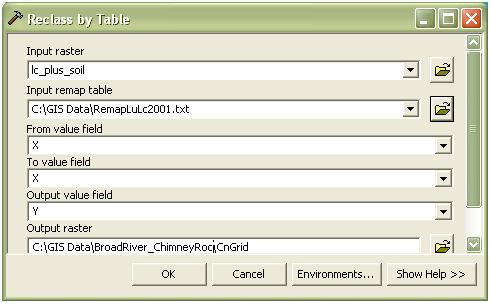 Reclass by Table
Input raster
lc_plus_soil
Input remap table
C:\GIS Data\RemapLuLc2001.txt
From value field
X
To value field
X
Output value field
Y
Output raster
C:\GIS Data\BroadRiver_ChimneyRock\CnGrid
OK
Cancel
Environments...
Show Help >>